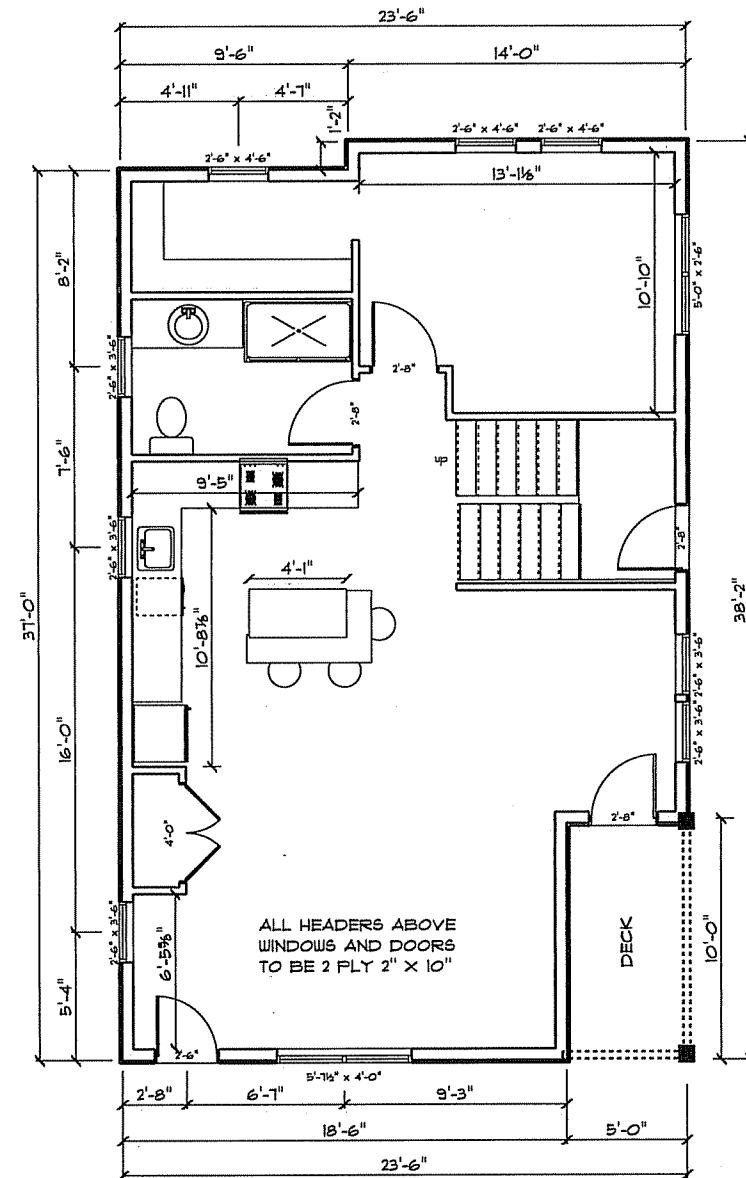 23'-6"
9'-6"
14'-0"
4'-11"
4'-7"
1'-2"
2'-6" x 4'-6"
2'-6" x 4'-6"
2'-6" x 4'-6"
13'-1⅛"
8'-2"
10'-10"
5'-0" x 2'-6"
2'-6" x 3'-6"
2'-8"
2'-8"
7'-6"
UP
9'-5"
2'-6" x 3'-6"
2'-8"
4'-1"
37'-0"
38'-2"
10'-8⅞"
2'-6" x 3'-6"
2'-6" x 3'-6"
16'-0"
4'-0"
2'-8"
2'-6" x 3'-6"
6'-5⅝"
ALL HEADERS ABOVE
WINDOWS AND DOORS
TO BE 2 PLY 2" X 10"
DECK
10'-0"
5'-4"
2'-6"
5'-7½" x 4'-0"
2'-8"
6'-7"
9'-3"
18'-6"
5'-0"
23'-6"